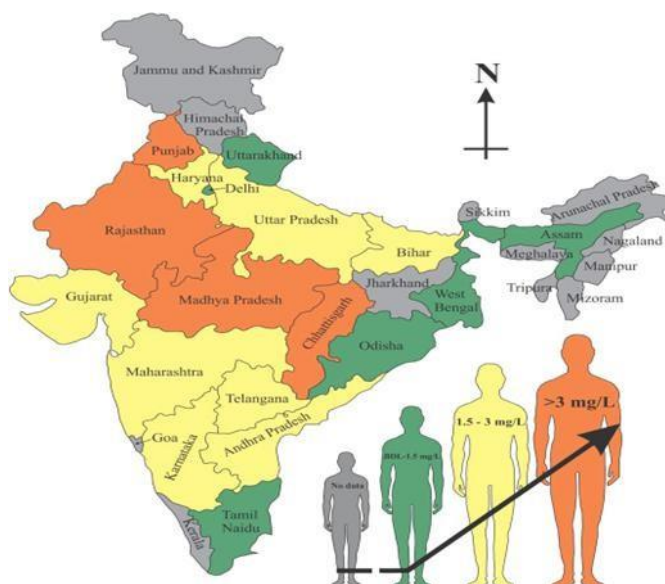 Jammu and Kashmir
N
Himachal
Pradesh
Punjab
Uttarakhand
Haryana
Delhi
Rajasthan
Uttar Pradesh
Bihar
Sikkim
Arunachal Pradesh
Assam
Nagaland
Meghalaya
Manipur
Tripura
Mizoram
Gujarat
Madhya Pradesh
Jharkhand
West
Bengal
Chhattisgarh
Odisha
Maharashtra
Telangana
Goa
Karnataka
Andhra Pradesh
Tamil
Naidu
Kerala
No data
BDL-1.5 mg/L
1.5 - 3 mg/L
>3 mg/L